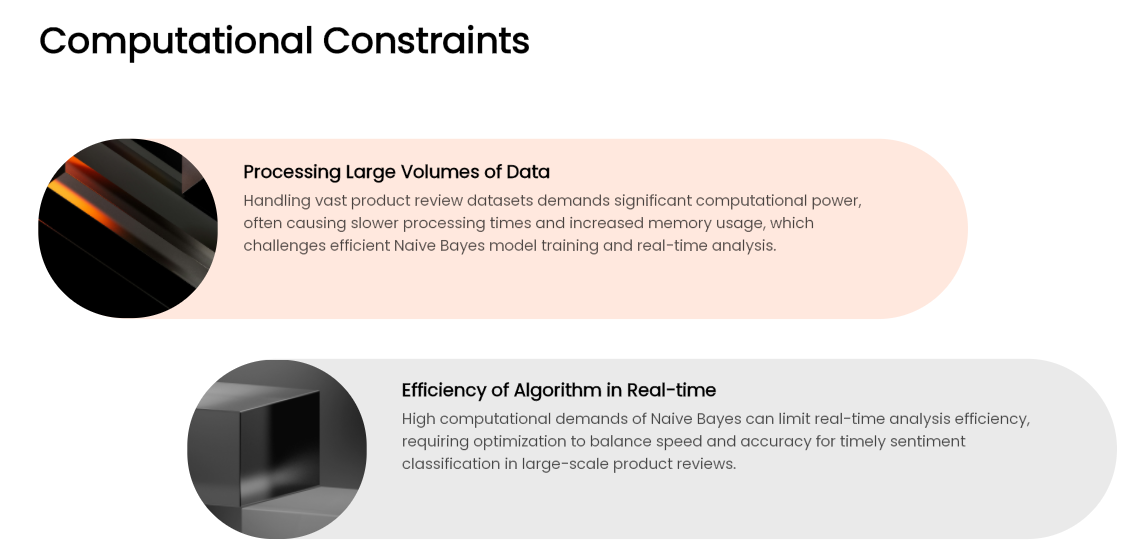 Computational Constraints
Processing Large Volumes of Data
Handling vast product review datasets demands significant computational power,
often causing slower processing times and increased memory usage, which
challenges efficient Naive Bayes model training and real-time analysis.
Efficiency of Algorithm in Real-time
High computational demands of Naive Bayes can limit real-time analysis efficiency,
requiring optimization to balance speed and accuracy for timely sentiment
classification in large-scale product reviews.